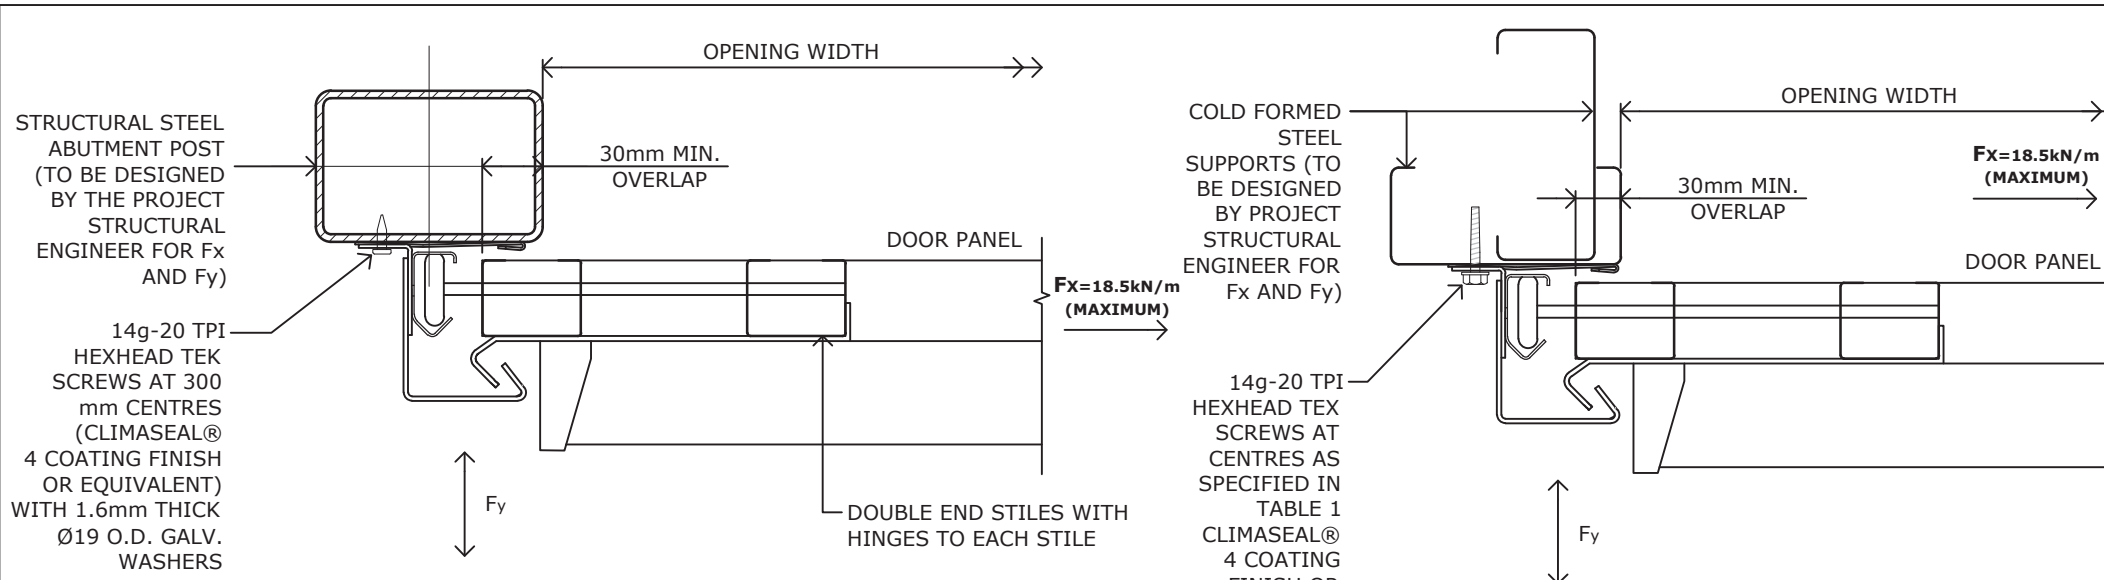 OPENING WIDTH
STRUCTURAL STEEL
ABUTMENT POST
(TO BE DESIGNED
BY THE PROJECT
STRUCTURAL
ENGINEER FOR Fx
AND Fy)
30mm MIN.
OVERLAP
DOOR PANEL
Fx=18.5kN/m
(MAXIMUM)
14g-20 TPI
HEXHEAD TEK
SCREWS AT 300
mm CENTRES
(CLIMASEAL®
4 COATING FINISH
OR EQUIVALENT)
WITH 1.6mm THICK
Ø19 O.D. GALV.
WASHERS
Fy
DOUBLE END STILES WITH
HINGES TO EACH STILE
COLD FORMED
STEEL
SUPPORTS (TO
BE DESIGNED
BY PROJECT
STRUCTURAL
ENGINEER FOR
Fx AND Fy)
OPENING WIDTH
Fx=18.5kN/m
(MAXIMUM)
30mm MIN.
OVERLAP
DOOR PANEL
14g-20 TPI
HEXHEAD TEX
SCREWS AT
CENTRES AS
SPECIFIED IN
TABLE 1
CLIMASEAL®
4 COATING
FINISH OR
Fy